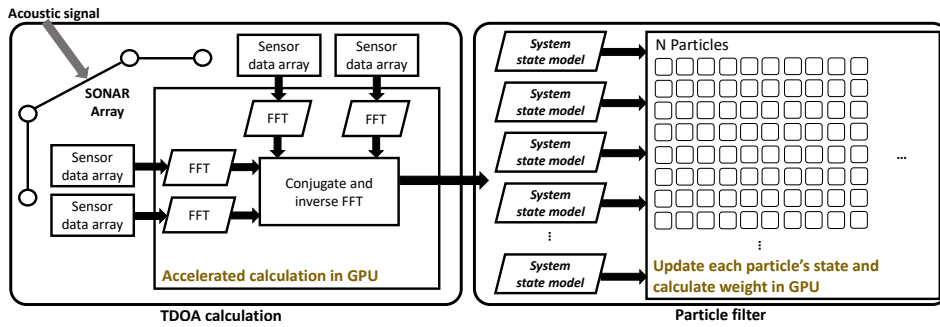 Acoustic signal
SONAR
Array
Sensor
data array
Sensor
data array
FFT
FFT
Sensor
data array
FFT
Sensor
data array
FFT
Conjugate and
inverse FFT
Accelerated calculation in GPU
TDOA calculation
System
state model
System
state model
System
state model
System
state model
...
System
state model
N Particles
...
...
Update each particle's state and
calculate weight in GPU
Particle filter